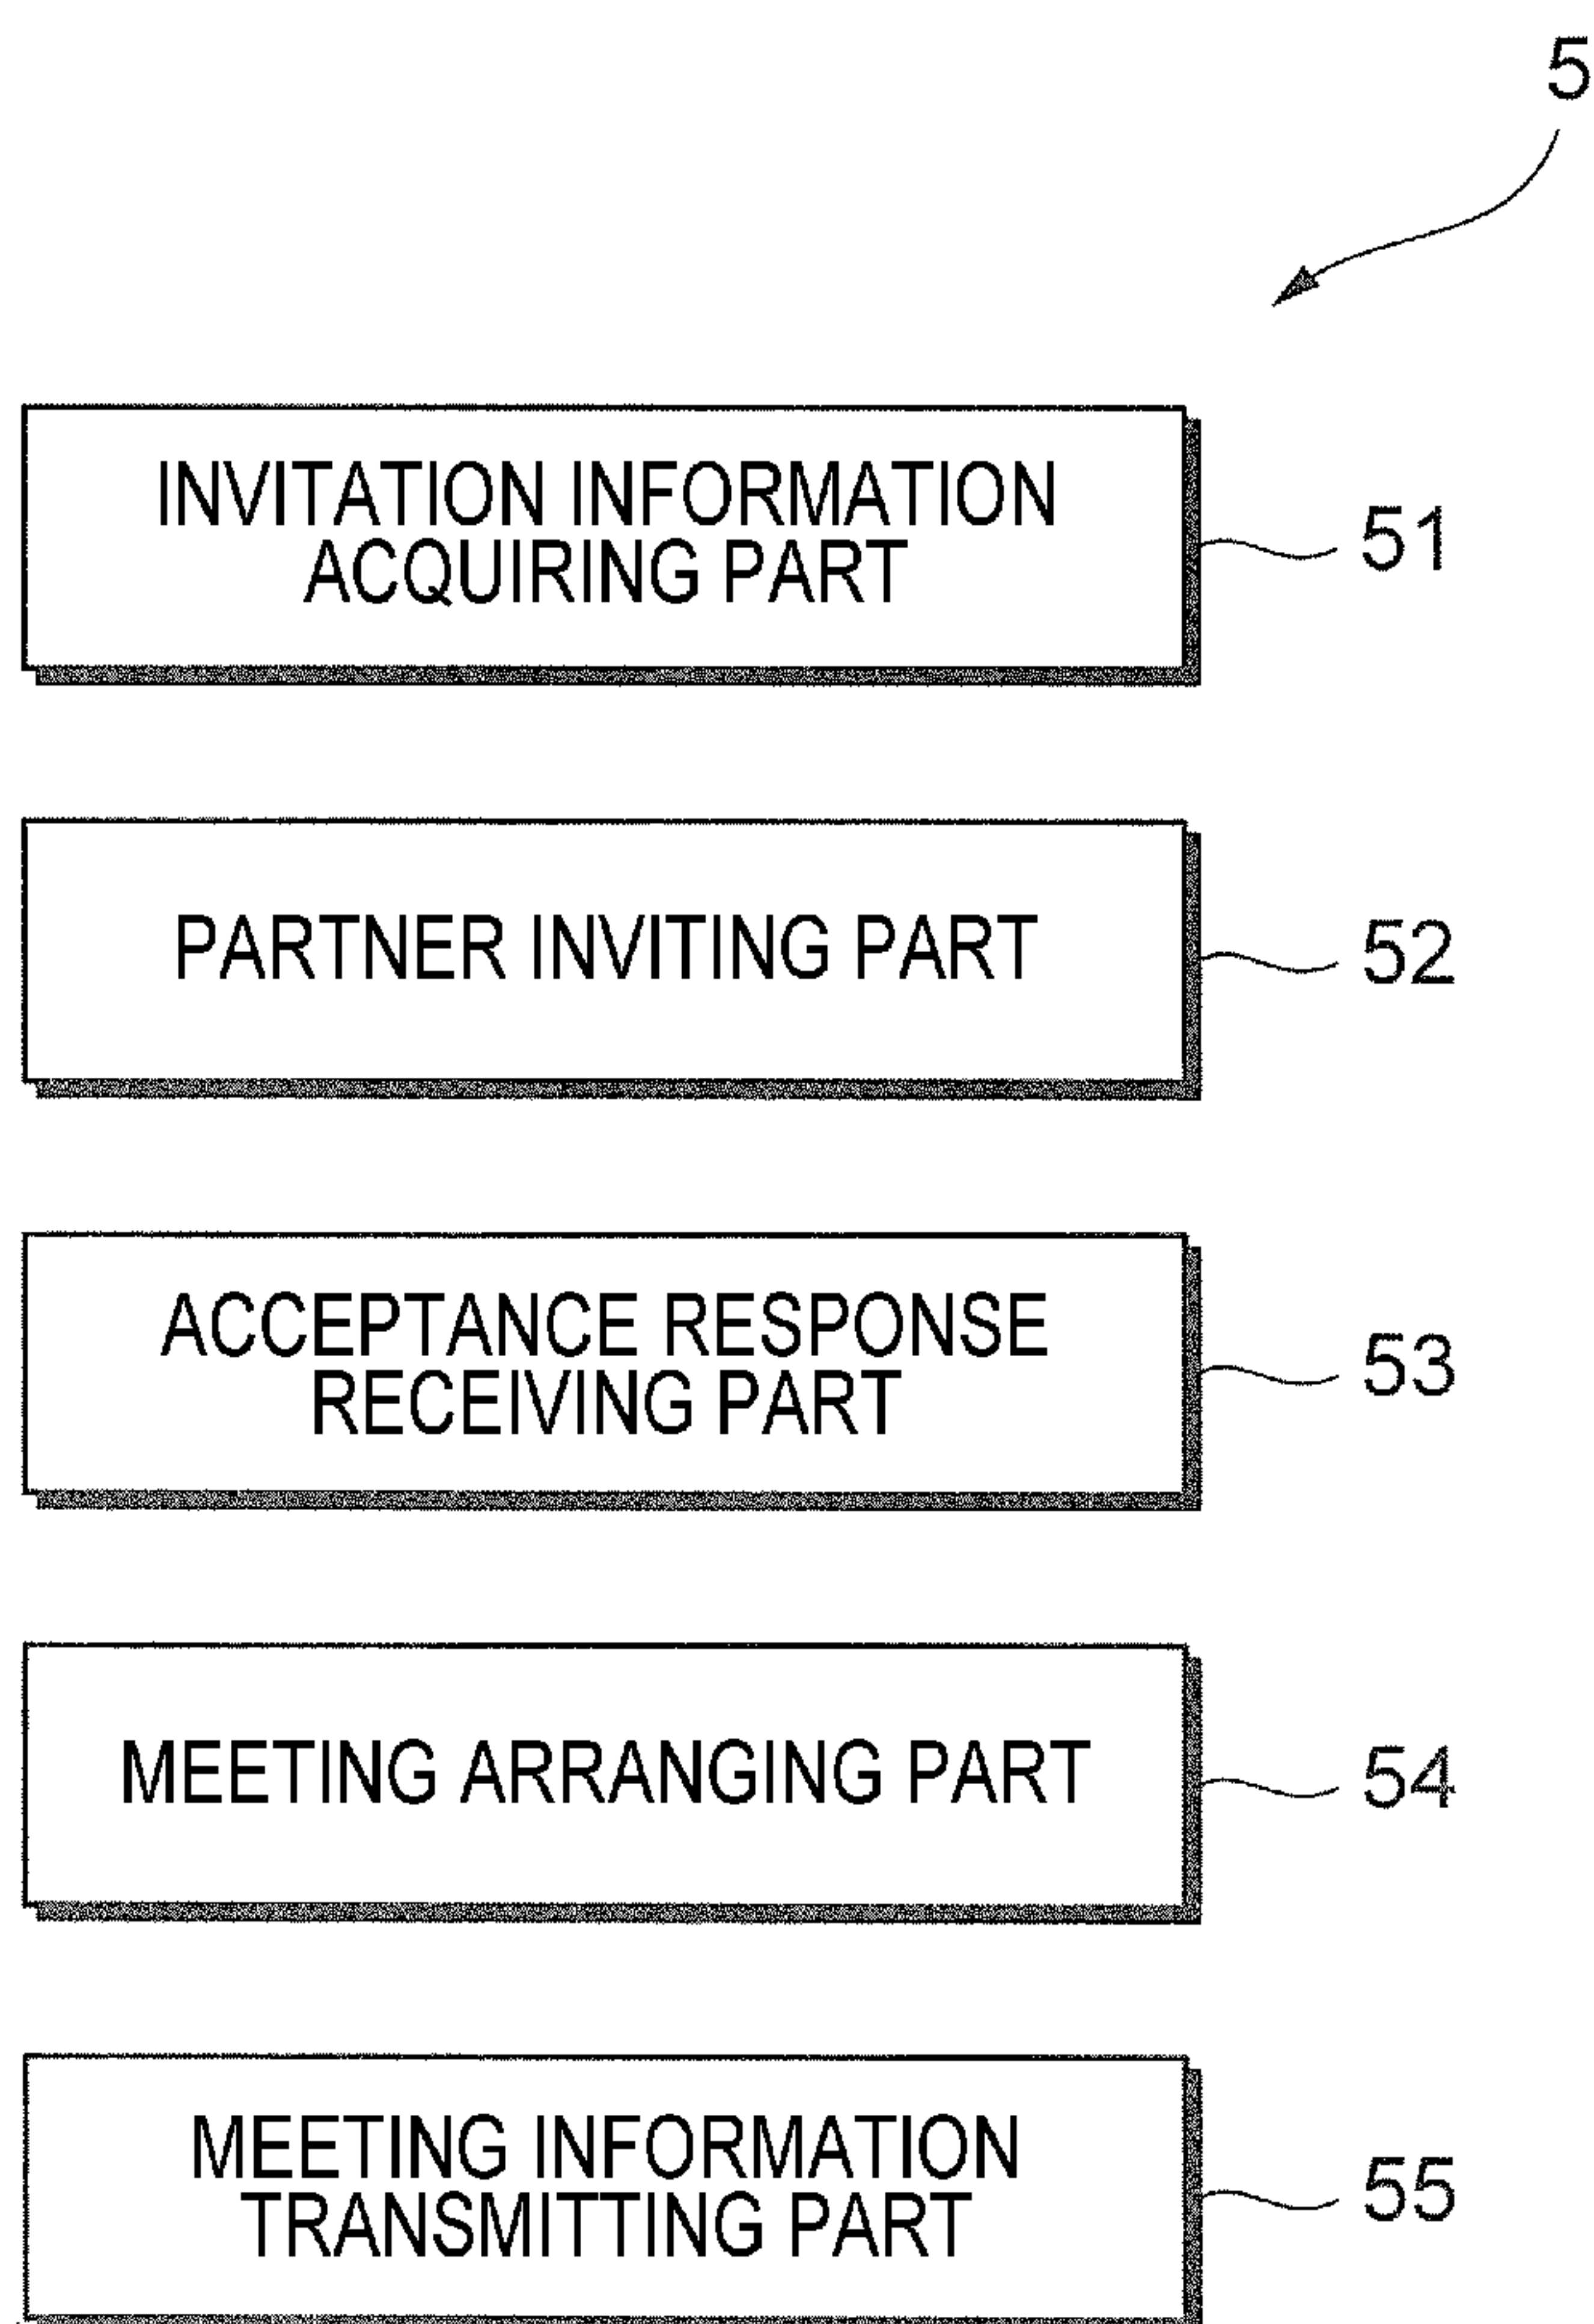 5
INVITATION INFORMATION
ACQUIRING PART
51
PARTNER INVITING PART
52
ACCEPTANCE RESPONSE
RECEIVING PART
53
MEETING ARRANGING PART
54
MEETING INFORMATION
TRANSMITTING PART
55